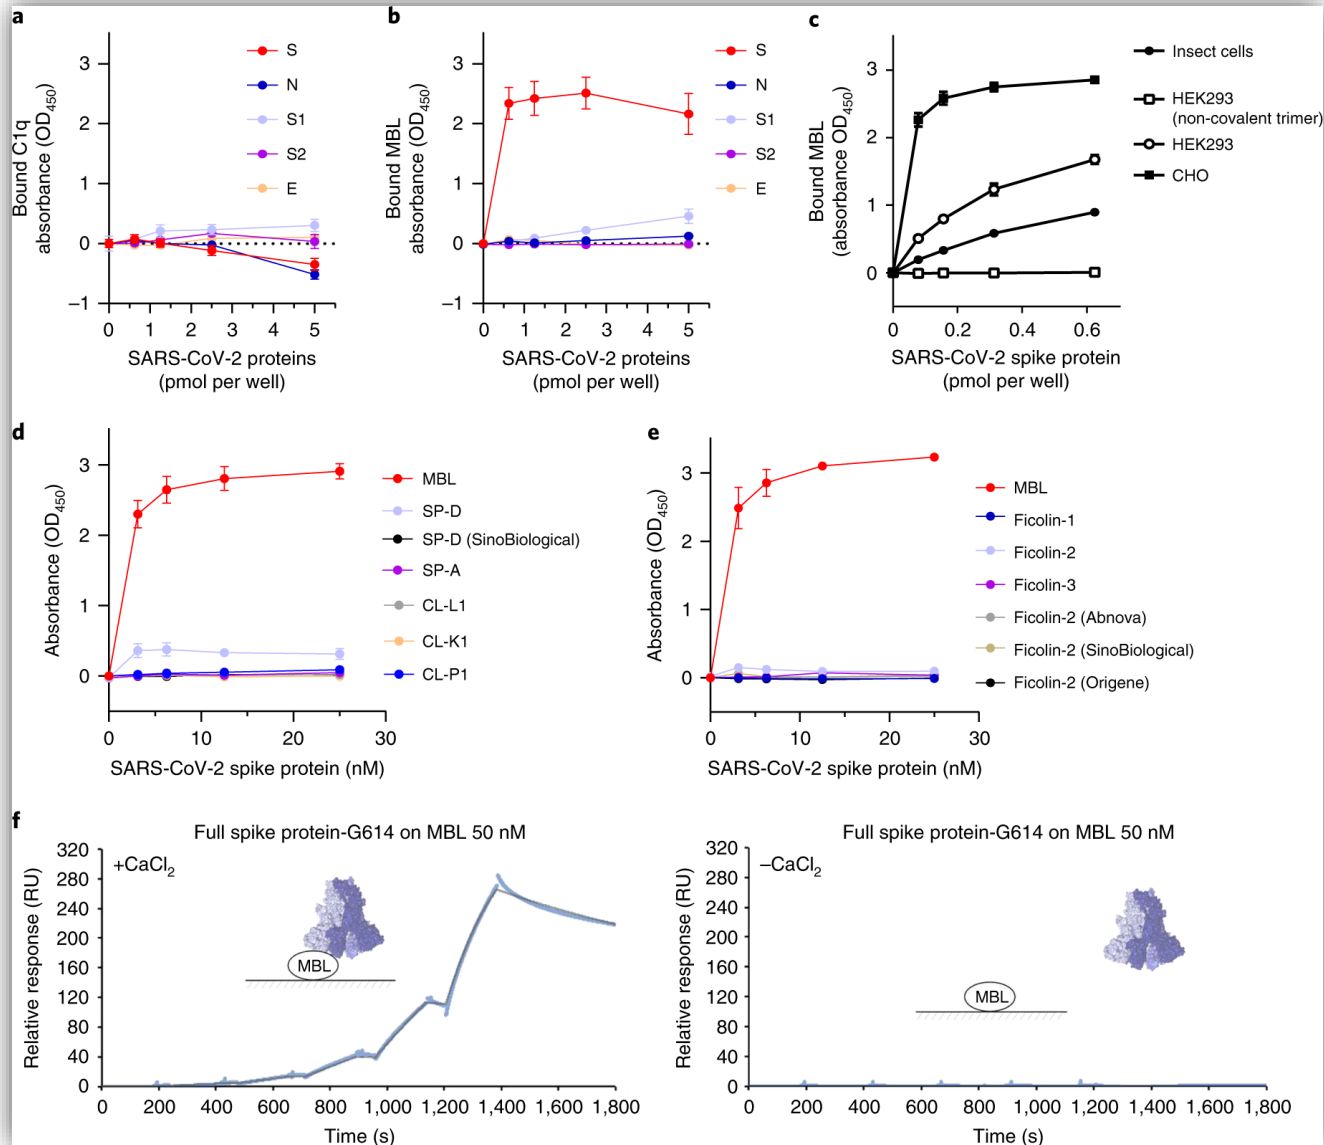 a
3
2
1
0
–1
Bound C1q
absorbance (OD450)
S
N
S1
S2
E
0 1 2 3 4 5
SARS-CoV-2 proteins
(pmol per well)
b
3
2
1
0
–1
Bound MBL
absorbance (OD450)
S
N
S1
S2
E
0 1 2 3 4 5
SARS-CoV-2 proteins
(pmol per well)
c
3
2
1
0
Bound MBL
(absorbance OD450)
Insect cells
HEK293
(non-covalent trimer)
HEK293
CHO
0 0.2 0.4 0.6
SARS-CoV-2 spike protein
(pmol per well)
d
3
2
1
0
Absorbance (OD450)
MBL
SP-D
SP-D (SinoBiological)
SP-A
CL-L1
CL-K1
CL-P1
0 10 20 30
SARS-CoV-2 spike protein (nM)
e
3
2
1
0
Absorbance (OD450)
MBL
Ficolin-1
Ficolin-2
Ficolin-3
Ficolin-2 (Abnova)
Ficolin-2 (SinoBiological)
Ficolin-2 (Origene)
0 10 20 30
SARS-CoV-2 spike protein (nM)
f
Full spike protein-G614 on MBL 50 nM
+CaCl2
320
280
240
200
160
120
80
40
0
Relative response (RU)
MBL
0 200 400 600 800 1,000 1,200 1,400 1,600 1,800
Time (s)
Full spike protein-G614 on MBL 50 nM
–CaCl2
320
280
240
200
160
120
80
40
0
Relative response (RU)
MBL
0 200 400 600 800 1,000 1,200 1,400 1,600 1,800
Time (s)